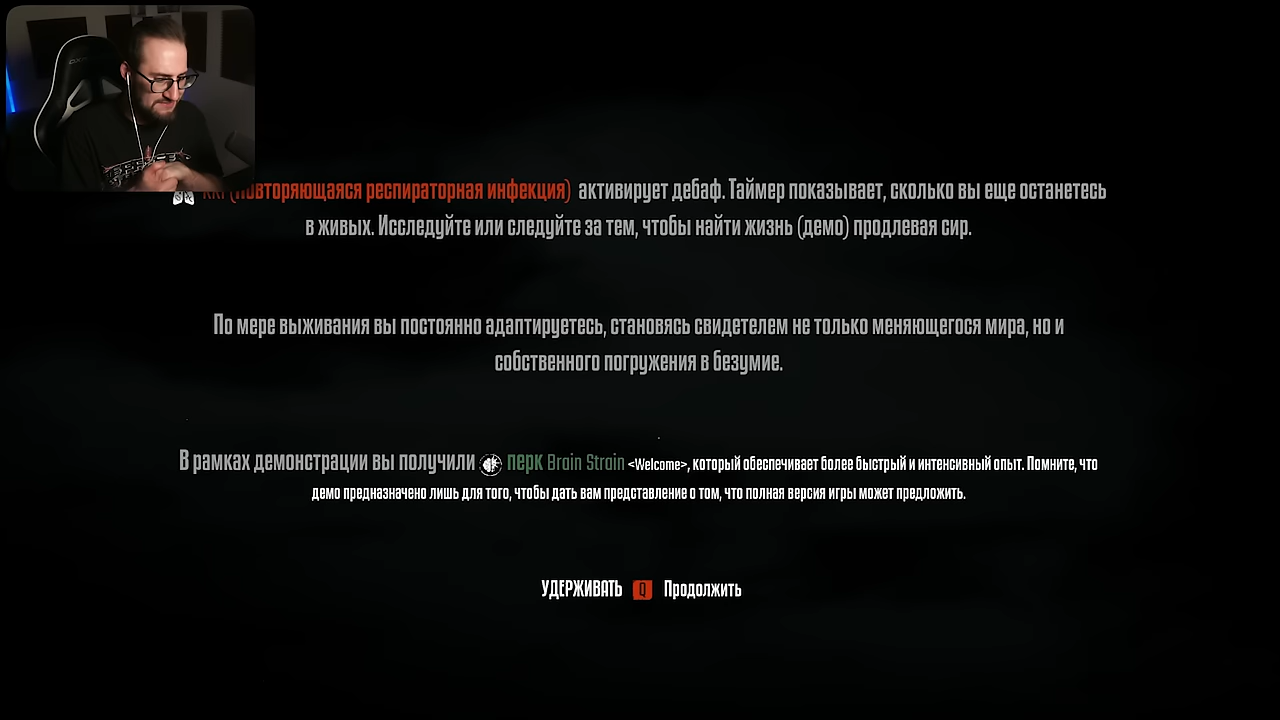 (повторяющаяся респираторная инфекция) активирует дебаф. Таймер показывает, сколько вы еще останетесь
в живых. Исследуйте или следуйте за тем, чтобы найти жизнь (демо) продлевая сир.
По мере выживания вы постоянно адаптируетесь, становясь свидетелем не только меняющегося мира, но и
собственного погружения в безумие.
В рамках демонстрации вы получили перк Brain Strain <Welcome>, который обеспечивает более быстрый и интенсивный опыт. Помните, что
демо предназначено лишь для того, чтобы дать вам представление о том, что полная версия игры может предложить.
УДЕРЖИВАТЬ Q Продолжить